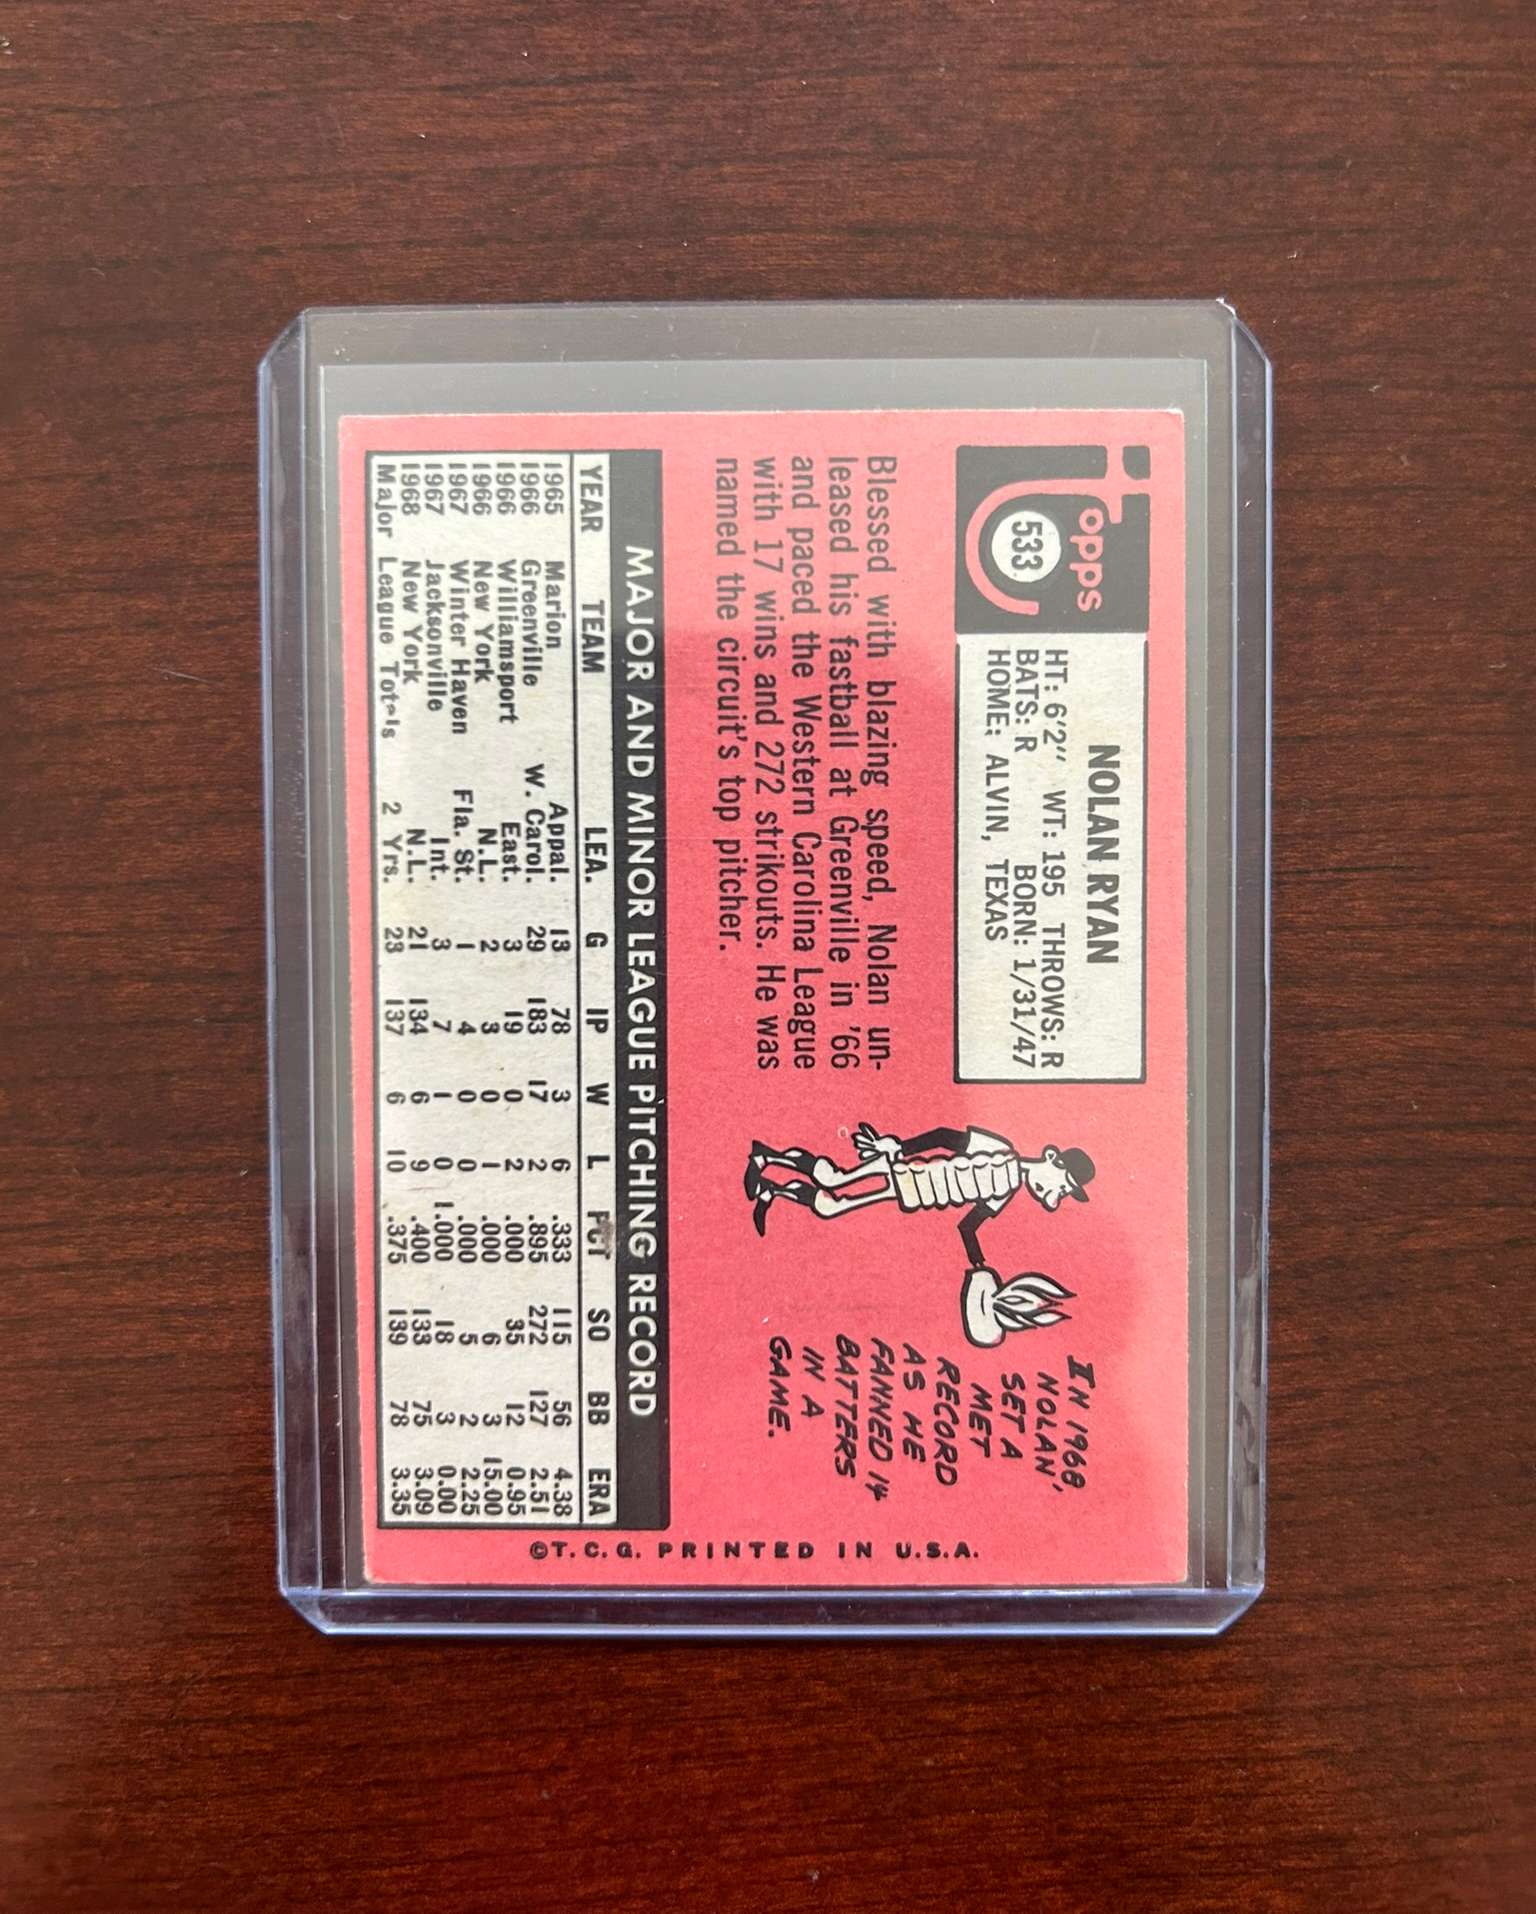 Topps
533
NOLAN RYAN
HT: 6'2" WT: 195 THROWS: R
BATS: R BORN: 1/31/47
HOME: ALVIN, TEXAS
Blessed with blazing speed, Nolan un-
leased his fastball at Greenville in '66
and paced the Western Carolina League
with 17 wins and 272 strikouts. He was
named the circuit's top pitcher.
IN 1968,
NOLAN
SET A
MET
RECORD
AS HE
FANNED 14
BATTERS
IN A
GAME.
MAJOR AND MINOR LEAGUE PITCHING RECORD
YEAR TEAM LEA. G IP W L PCT SO BB ERA
1965 Marion Appal. 13 78 3 6 .333 115 56 4.38
1966 Greenville W. Carol. 29 183 17 2 .895 272 127 2.51
1966 Williamsport East. 3 19 0 2 .000 35 12 0.95
1966 New York N.L. 2 3 0 1 .000 6 3 15.00
1967 Winter Haven Fla. St. 1 4 0 0 .000 5 2 2.25
1967 Jacksonville Int. 3 7 1 0 1.000 18 3 0.00
1968 New York N.L. 21 134 6 9 .400 133 75 3.09
Major League Totals 2 Yrs. 23 137 6 10 .375 139 78 3.35
©T.C.G. PRINTED IN U.S.A.